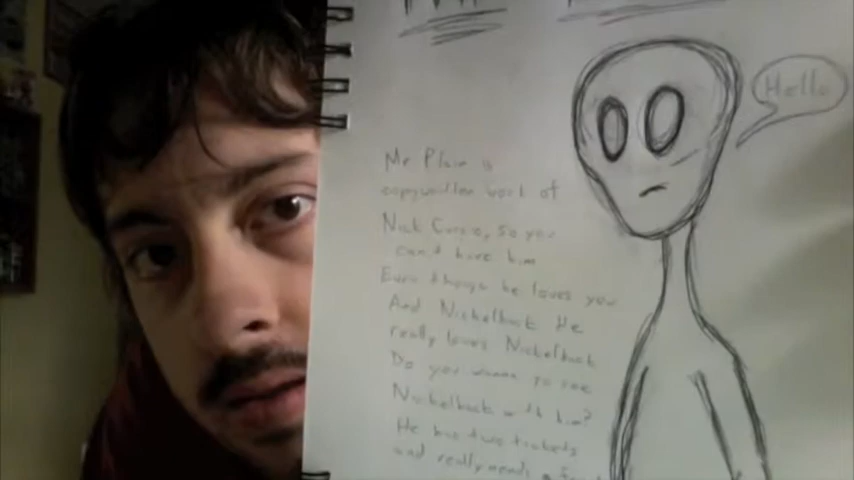 Hello
Mr Plain is
copywritten work of
Nick so you
can't have him
Even though he loves you
And Nickelback He
really loves Nickelback
Do you wanna to see
Nickelback with him?
He has two tickets
and really needs a